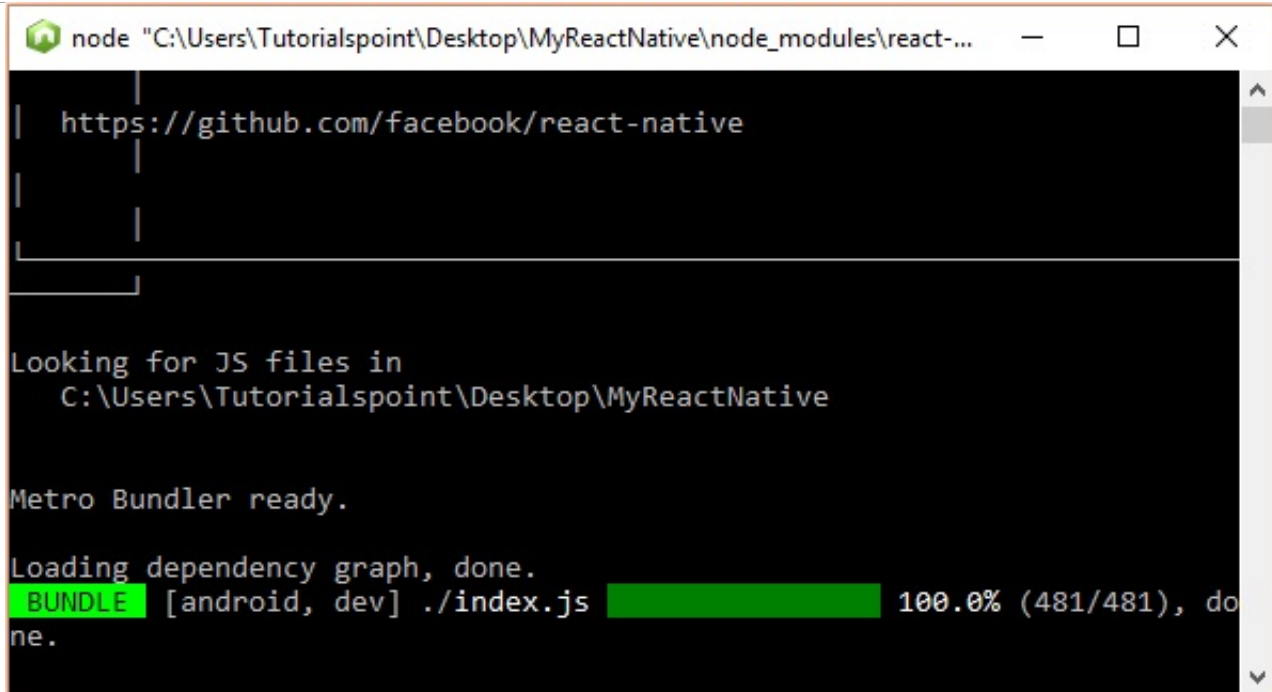 node "C:\Users\Tutorialspoint\Desktop\MyReactNative\node_modules\react-...
https://github.com/facebook/react-native
Looking for JS files in
C:\Users\Tutorialspoint\Desktop\MyReactNative
Metro Bundler ready.
Loading dependency graph, done.
BUNDLE [android, dev] ./index.js 100.0% (481/481), do
ne.